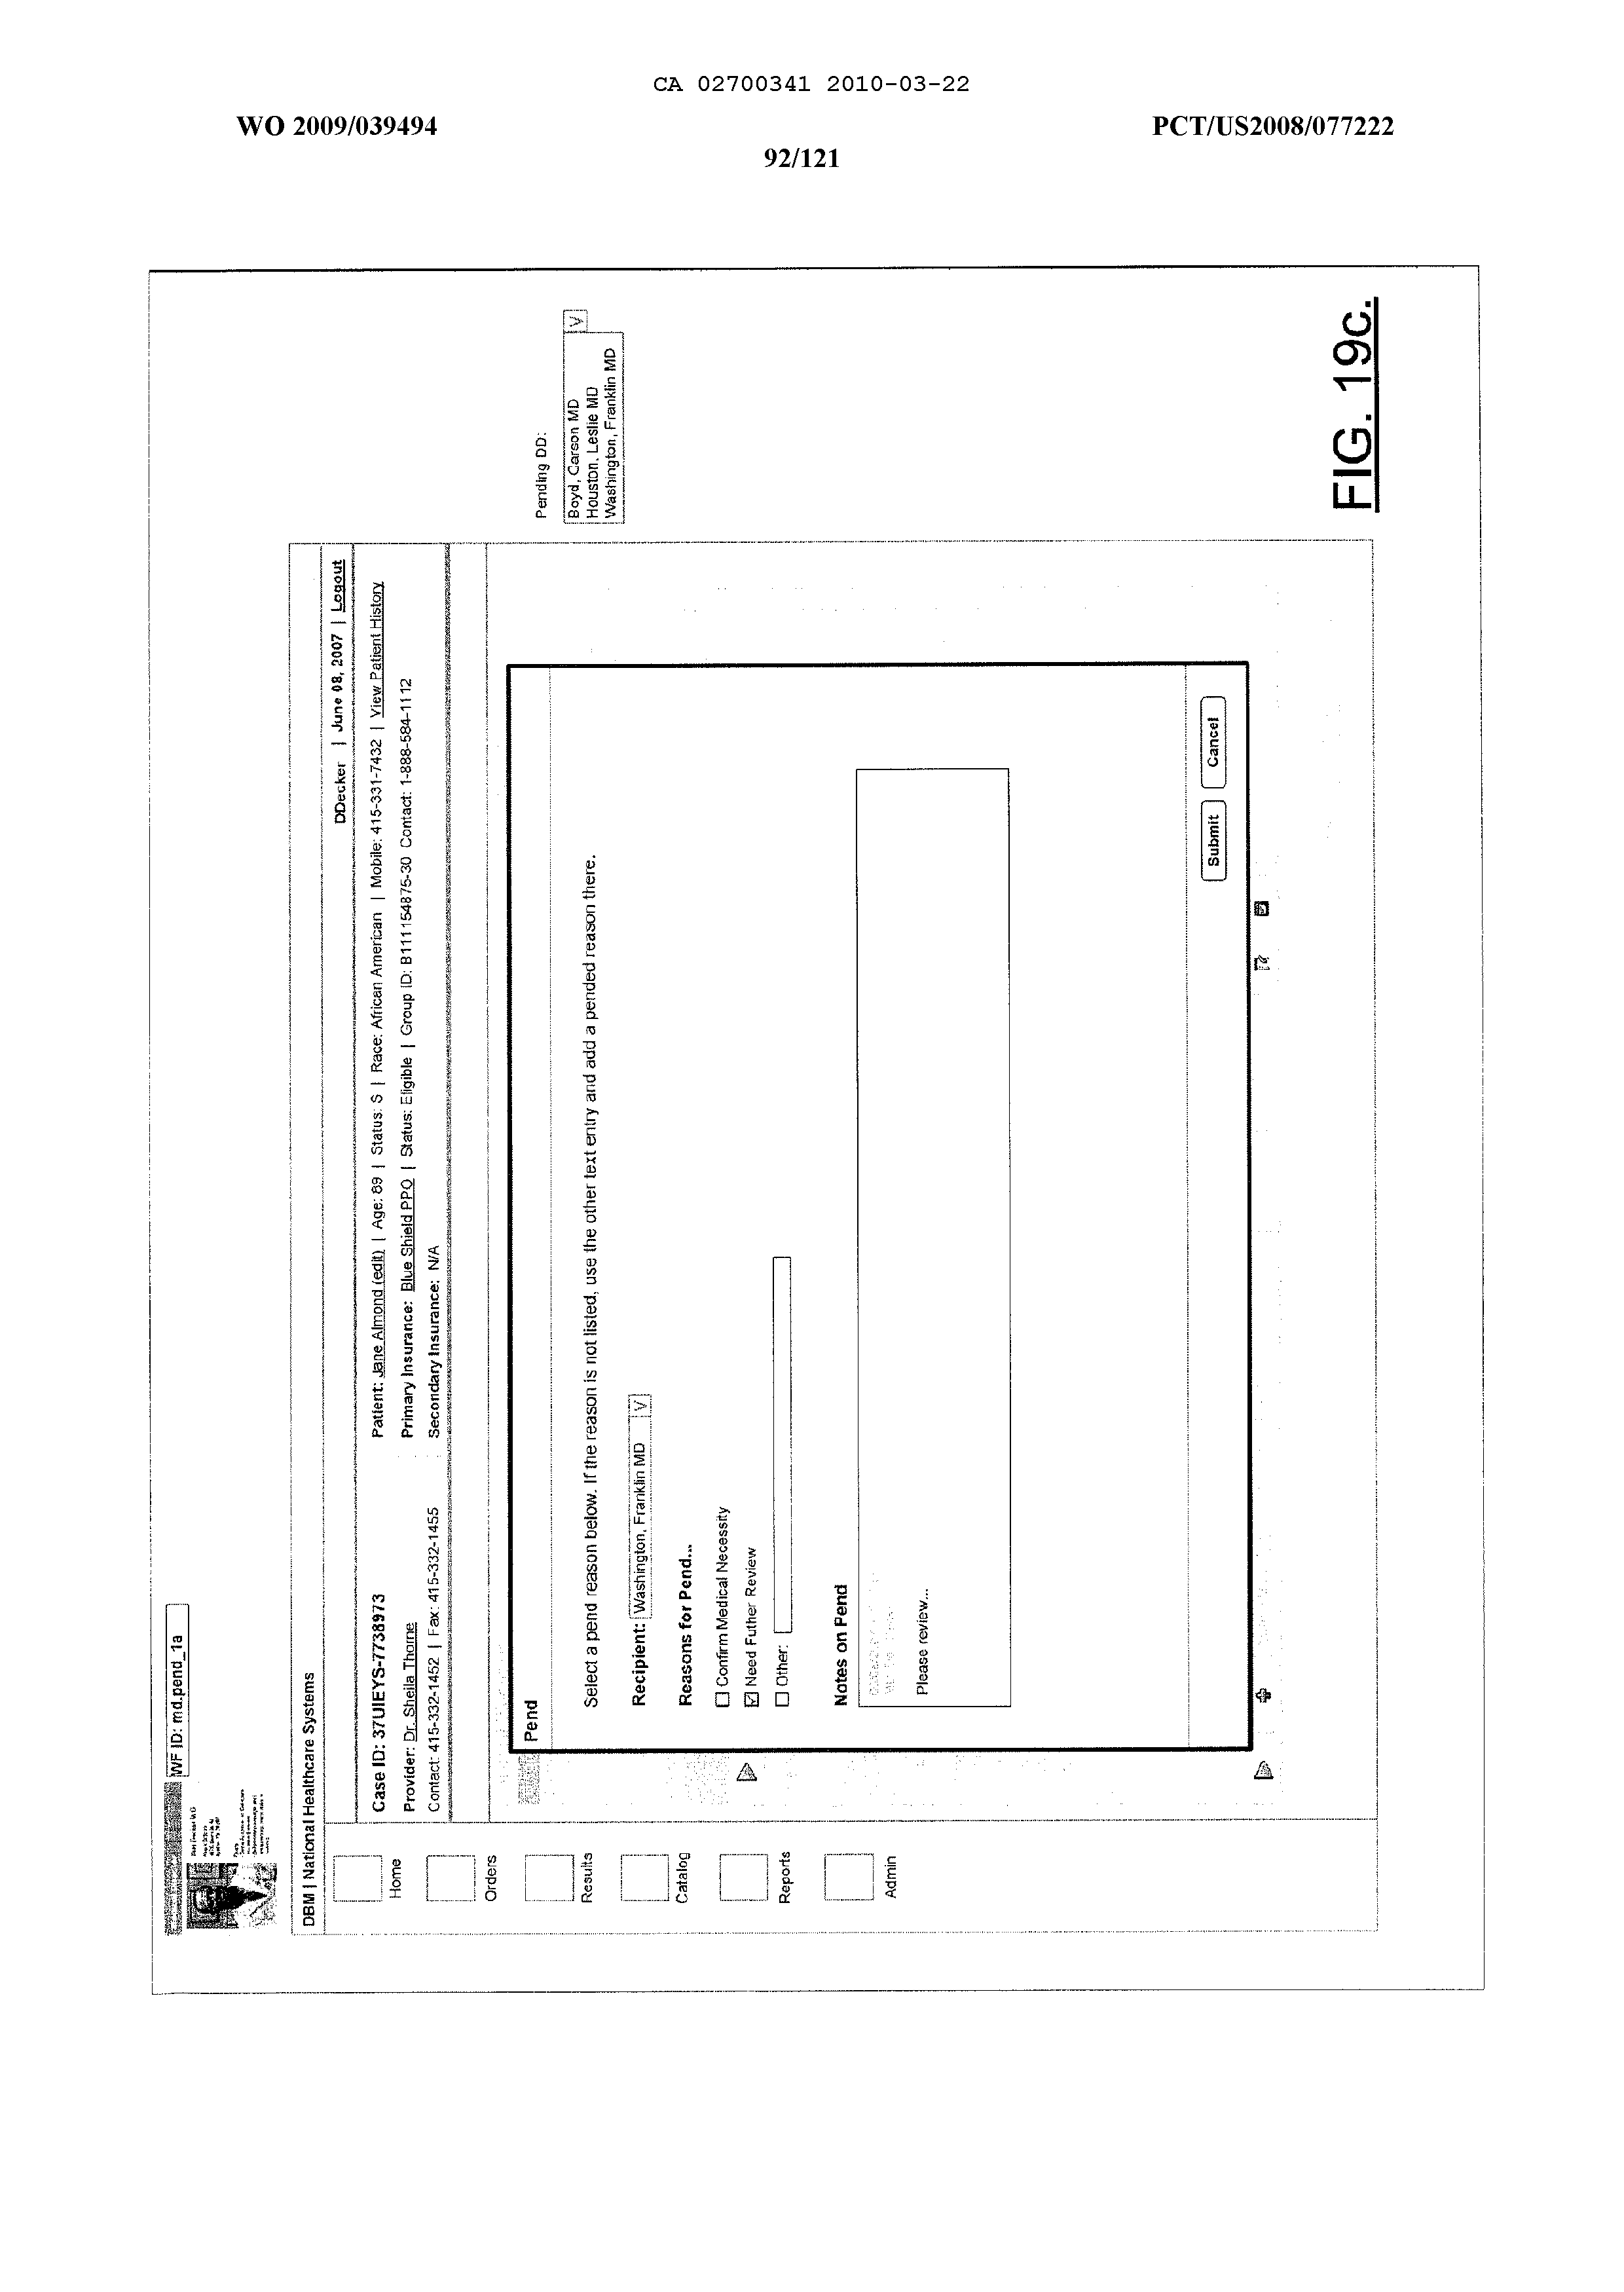 CA 02700341 2010-03-22
WO 2009/039494
PCT/US2008/077222
92/121
WF ID: md.pend_1a
DBM | National Healthcare Systems
DDecker | June 08, 2007 | Logout
Case ID: 37UIEYS-7738973
Patient: Jane Almond (edit) | Age: 89 | Status: S | Race: African American | Mobile: 415-331-7432 | View Patient History
Provider: Dr. Sheila Thorne
Primary Insurance: Blue Shield PPO | Status: Eligible | Group ID: B111154875-30 Contact: 1-888-584-1112
Contact: 415-332-1452 | Fax: 415-332-1455
Secondary Insurance: N/A
Home
Orders
Results
Catalog
Reports
Admin
Pend
Select a pend reason below. If the reason is not listed, use the other text entry and add a pended reason there.
Recipient: Washington, Franklin MD V
Reasons for Pend...
Confirm Medical Necessity
Need Futher Review
Other:
Notes on Pend
Please review...
Submit
Cancel
Pending DD:
V
Boyd, Carson MD
Houston, Leslie MD
Washington, Franklin MD
FIG. 19c.